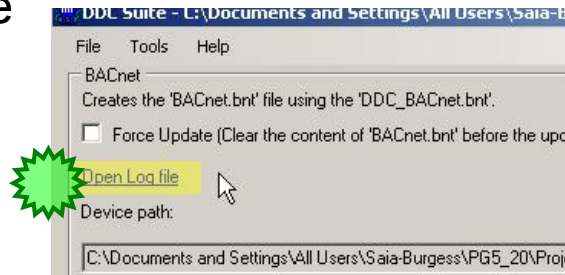 e
DDC Suite - C:\Documents and Settings\All Users\Saia-B
File Tools Help
BACnet
Creates the 'BACnet.bnt' file using the 'DDC_BACnet.bnt'.
Force Update (Clear the content of 'BACnet.bnt' before the upd
Open Log file
Device path:
C:\Documents and Settings\All Users\Saia-Burgess\PG5_20\Proje